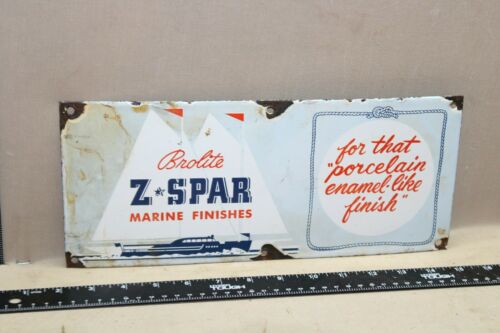 Brolite
Z★SPAR
MARINE FINISHES
for that
"porcelain
enamel-like
finish"